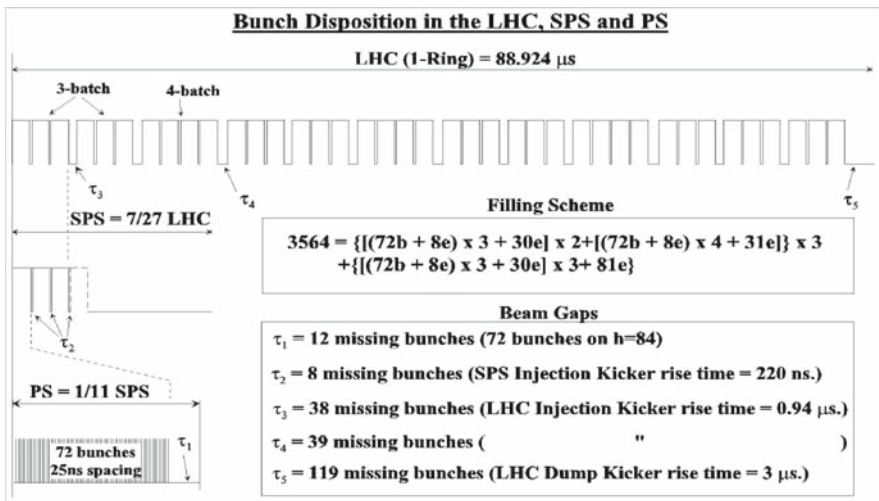 Bunch Disposition in the LHC, SPS and PS
LHC (1-Ring) = 88.924 μs
3-batch
4-batch
τ3
τ4
τ5
SPS = 7/27 LHC
Filling Scheme
3564 = {[(72b + 8e) x 3 + 30e] x 2+[(72b + 8e) x 4 + 31e]} x 3
+{[(72b + 8e) x 3 + 30e] x 3+ 81e}
τ2
Beam Gaps
τ1 = 12 missing bunches (72 bunches on h=84)
τ2 = 8 missing bunches (SPS Injection Kicker rise time = 220 ns.)
τ3 = 38 missing bunches (LHC Injection Kicker rise time = 0.94 μs.)
τ4 = 39 missing bunches ( " )
τ5 = 119 missing bunches (LHC Dump Kicker rise time = 3 μs.)
PS = 1/11 SPS
τ1
72 bunches
25ns spacing